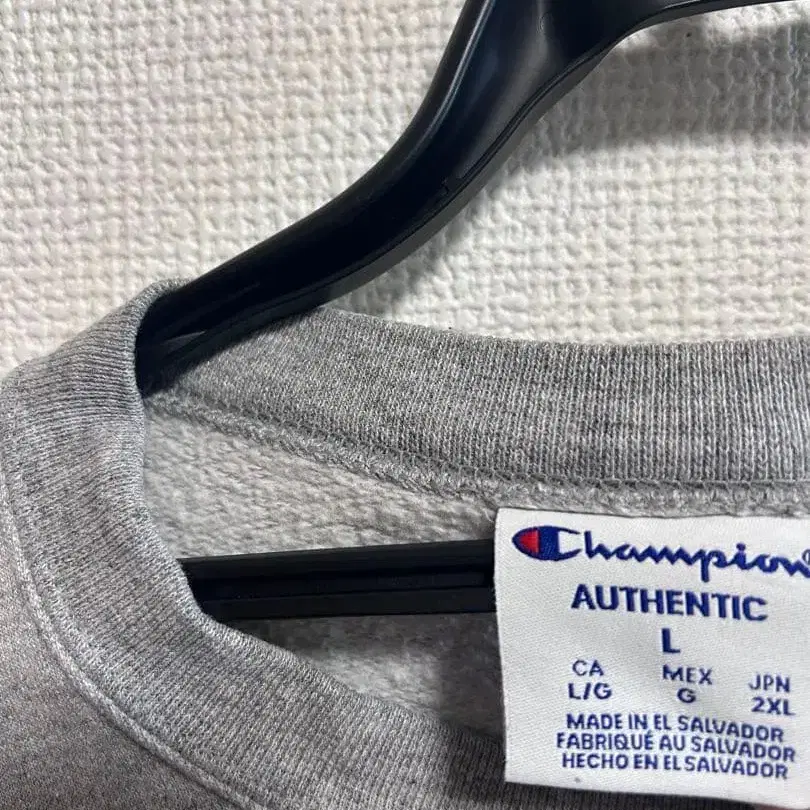 Champion
AUTHENTIC
L
CA MEX JPN
L/G G 2XL
MADE IN EL SALVADOR
FABRIQUÉ AU SALVADOR
HECHO EN EL SALVADOR